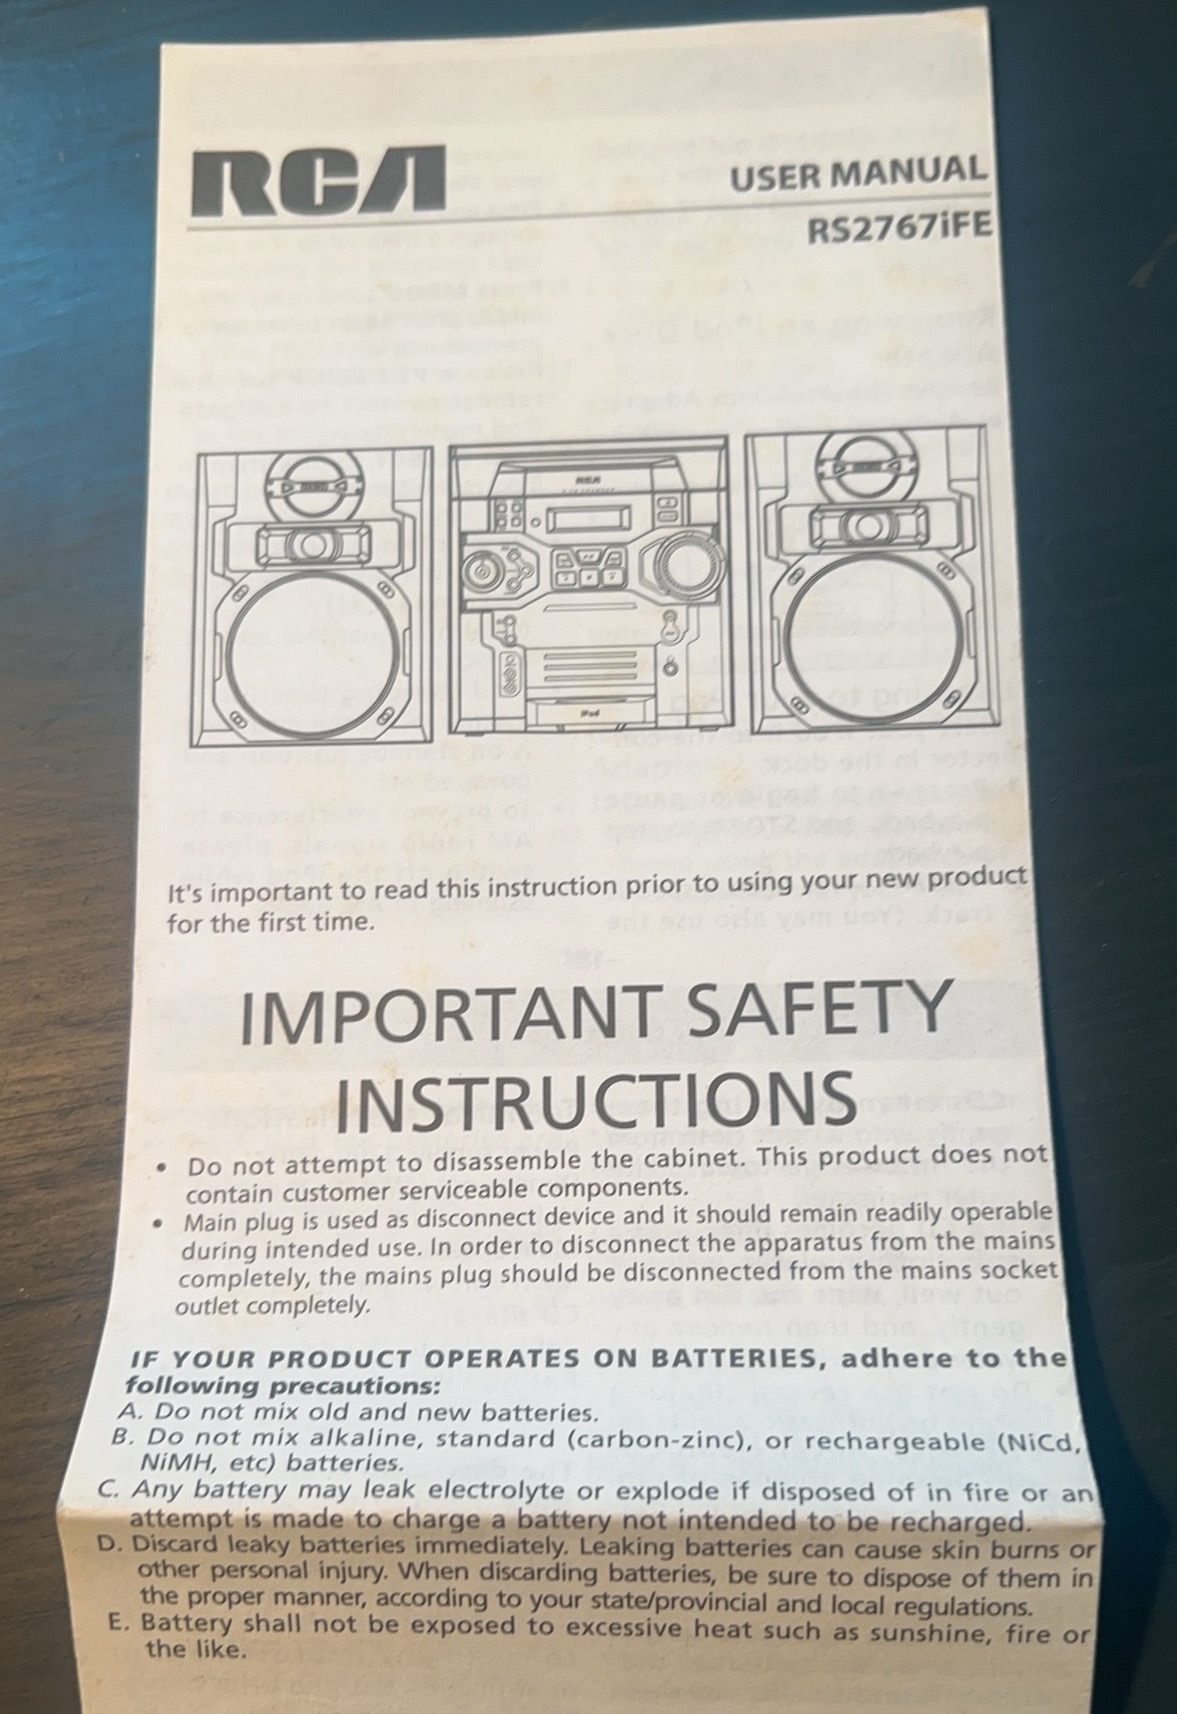 RCA
USER MANUAL
RS2767iFE
RCA
iPod
It's important to read this instruction prior to using your new product
for the first time.
IMPORTANT SAFETY
INSTRUCTIONS
• Do not attempt to disassemble the cabinet. This product does not
contain customer serviceable components.
• Main plug is used as disconnect device and it should remain readily operable
during intended use. In order to disconnect the apparatus from the mains
completely, the mains plug should be disconnected from the mains socket
outlet completely.
IF YOUR PRODUCT OPERATES ON BATTERIES, adhere to the
following precautions:
A. Do not mix old and new batteries.
B. Do not mix alkaline, standard (carbon-zinc), or rechargeable (NiCd,
NiMH, etc) batteries.
C. Any battery may leak electrolyte or explode if disposed of in fire or an
attempt is made to charge a battery not intended to be recharged.
D. Discard leaky batteries immediately. Leaking batteries can cause skin burns or
other personal injury. When discarding batteries, be sure to dispose of them in
the proper manner, according to your state/provincial and local regulations.
E. Battery shall not be exposed to excessive heat such as sunshine, fire or
the like.